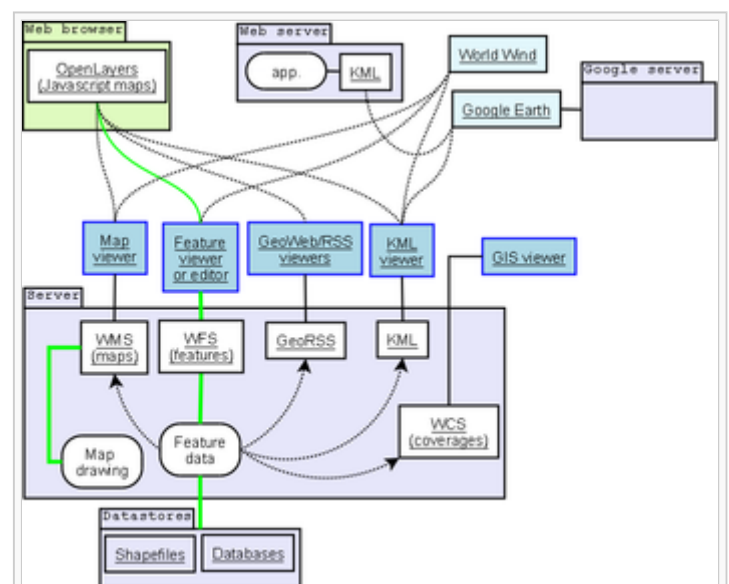 Web browser
OpenLayers
(Javascript maps)
Web server
app.
KML
World Wind
Google Earth
Google server
Map
viewer
Feature
viewer
or editor
GeoWeb/RSS
viewers
KML
viewer
GIS viewer
Server
WMS
(maps)
WFS
(features)
GeoRSS
KML
WCS
(coverages)
Map
drawing
Feature
data
Datastores
Shapefiles
Databases